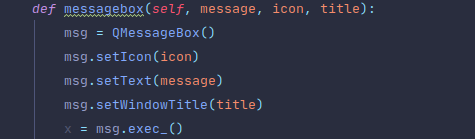 def messagebox(self, message, icon, title):
    msg = QMessageBox()
    msg.setIcon(icon)
    msg.setText(message)
    msg.setWindowTitle(title)
    x = msg.exec_()